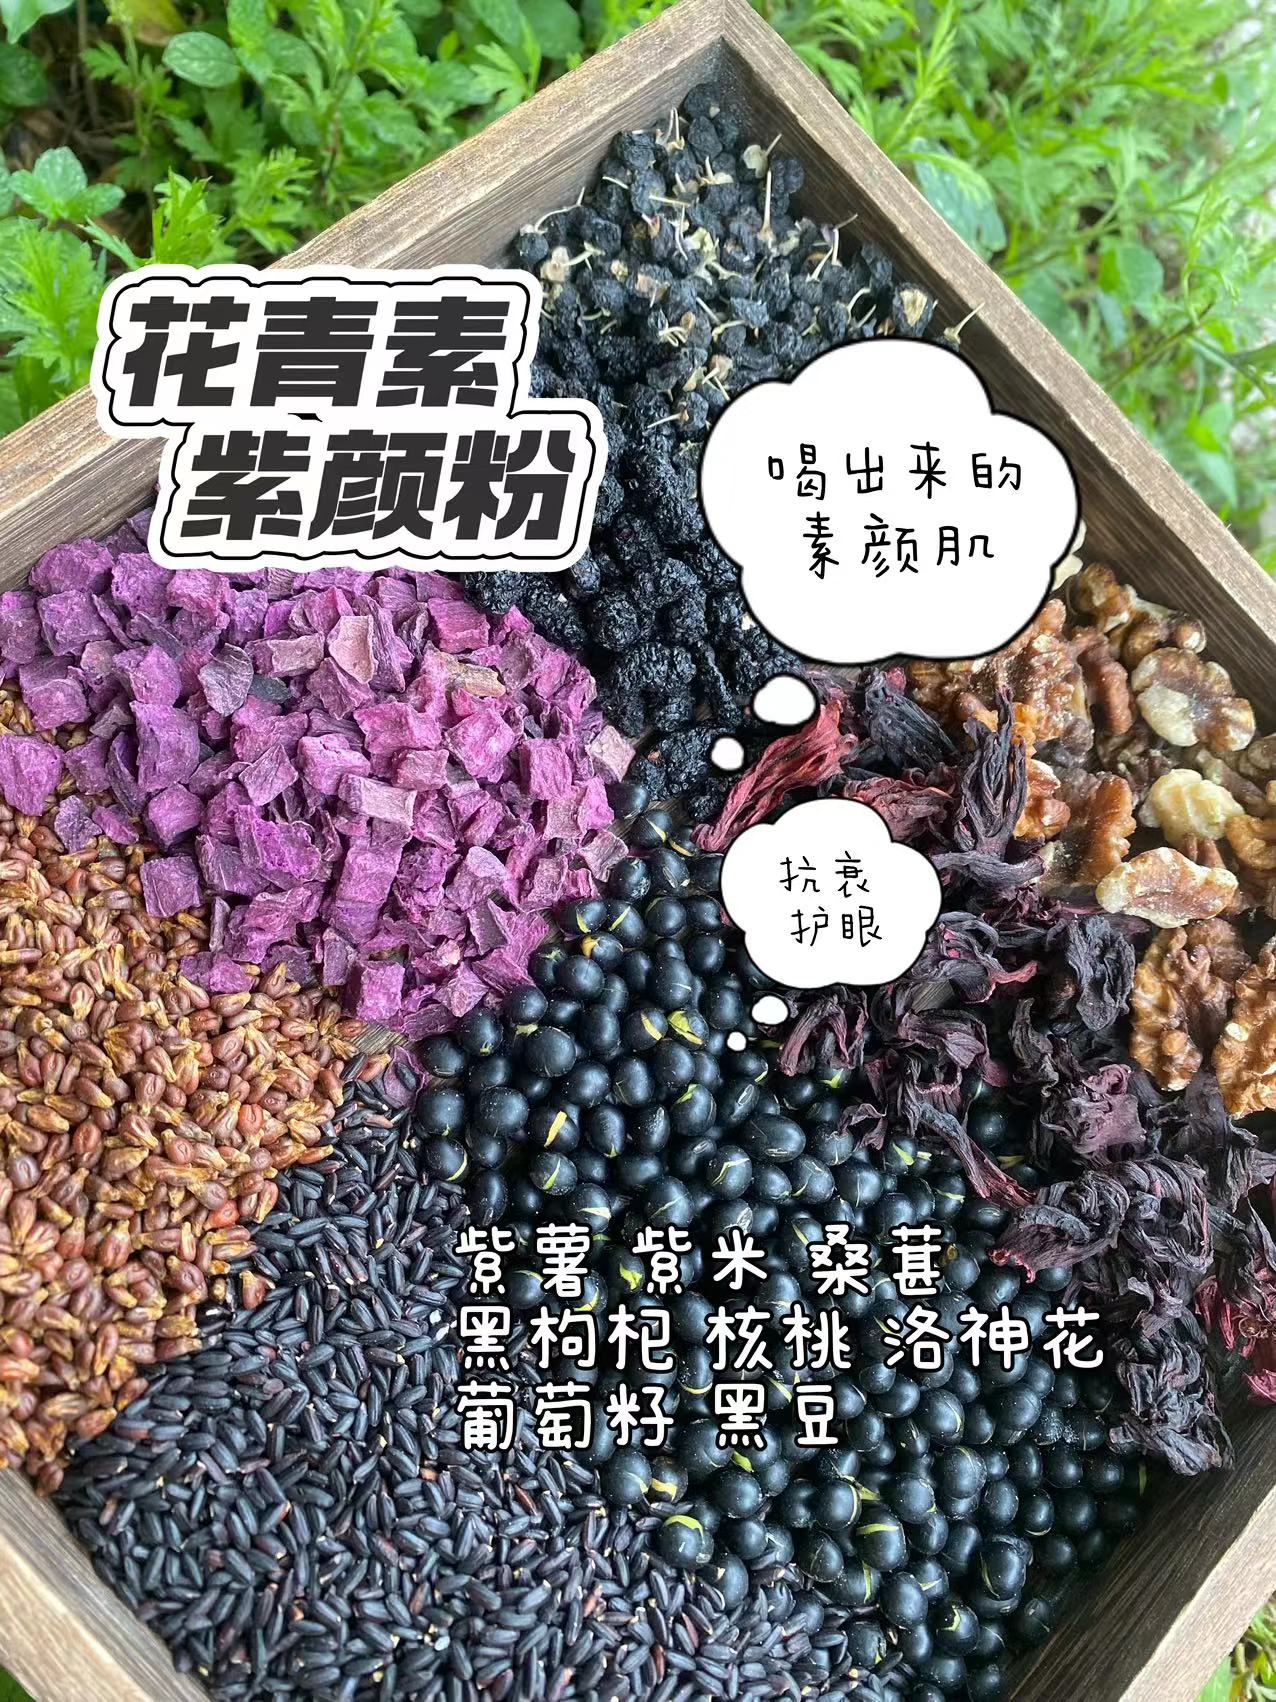 花青素
紫颜粉
喝出来的
素颜肌
抗衰
护眼
紫薯 紫米 桑葚
黑枸杞 核桃 洛神花
葡萄籽 黑豆